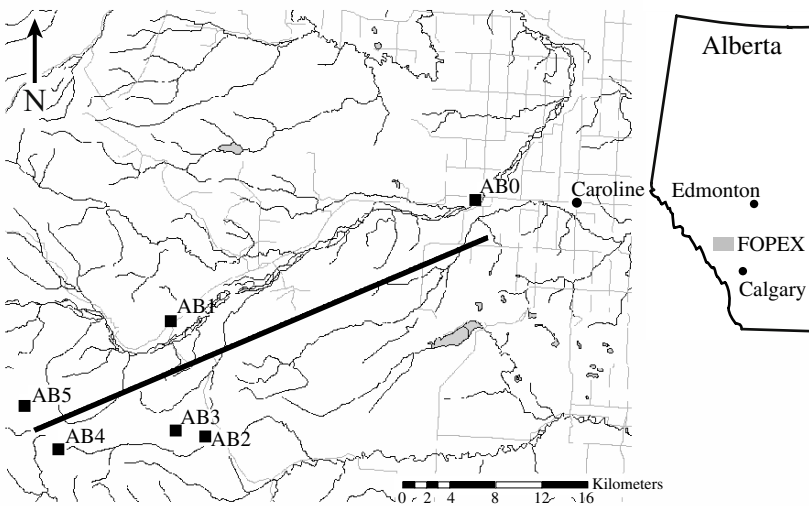 N
AB0
Caroline
AB1
AB5
AB3
AB2
AB4
Kilometers
0 2 4 8 12 16
Alberta
Edmonton
FOPEX
Calgary